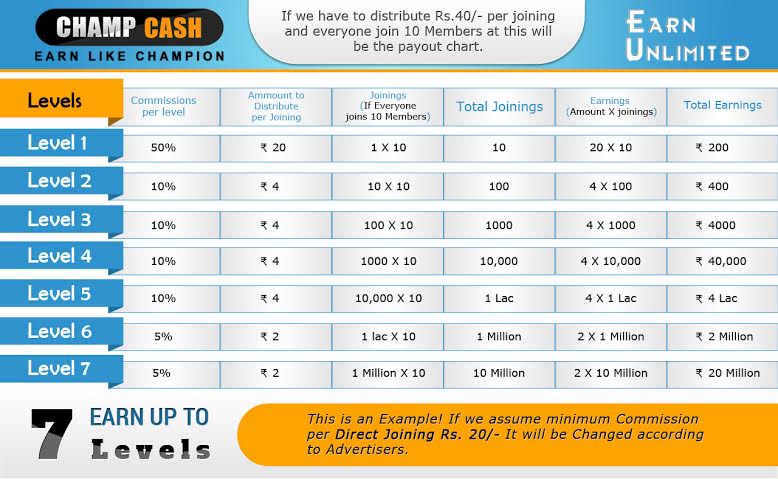 CHAMP CASH
EARN LIKE CHAMPION
If we have to distribute Rs.40/- per joining
and everyone join 10 Members at this will
be the payout chart.
EARN
UNLIMITED
Levels
Commissions
per level
Ammount to
Distribute
per Joining
Joinings
(If Everyone
joins 10 Members)
Total Joinings
Earnings
(Amount X joinings)
Total Earnings
Level 1 50% ₹ 20 1 X 10 10 20 X 10 ₹ 200
Level 2 10% ₹ 4 10 X 10 100 4 X 100 ₹ 400
Level 3 10% ₹ 4 100 X 10 1000 4 X 1000 ₹ 4000
Level 4 10% ₹ 4 1000 X 10 10,000 4 X 10,000 ₹ 40,000
Level 5 10% ₹ 4 10,000 X 10 1 Lac 4 X 1 Lac ₹ 4 Lac
Level 6 5% ₹ 2 1 lac X 10 1 Million 2 X 1 Million ₹ 2 Million
Level 7 5% ₹ 2 1 Million X 10 10 Million 2 X 10 Million ₹ 20 Million
7 EARN UP TO
Levels
This is an Example! If we assume minimum Commission
per Direct Joining Rs. 20/- It will be Changed according
to Advertisers.